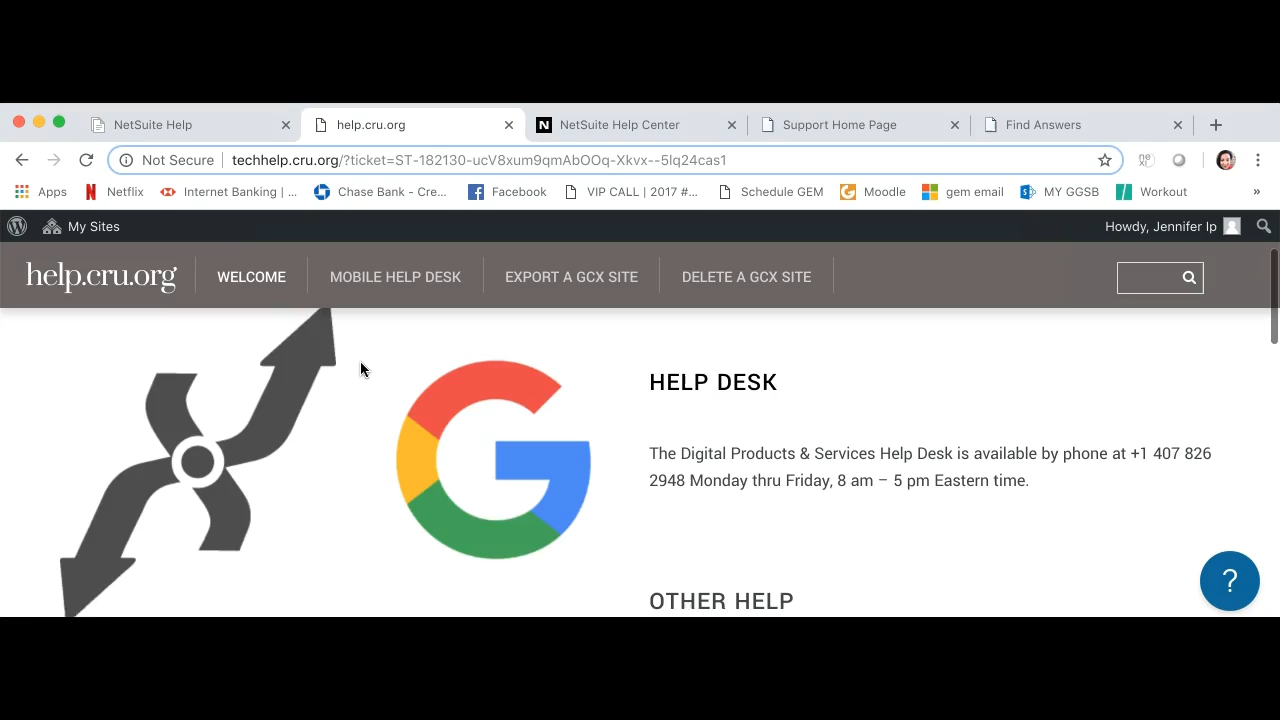 NetSuite Help
help.cru.org
NetSuite Help Center
Support Home Page
Find Answers
Not Secure
techhelp.cru.org/?ticket=ST-182130-ucV8xum9qmAbOOq-Xkvx--5lq24cas1
Apps
Netflix
Internet Banking | ...
Chase Bank - Cre...
Facebook
VIP CALL | 2017 #...
Schedule GEM
Moodle
gem email
MY GGSB
Workout
»
My Sites
Howdy, Jennifer Ip
help.cru.org
WELCOME
MOBILE HELP DESK
EXPORT A GCX SITE
DELETE A GCX SITE
HELP DESK
The Digital Products & Services Help Desk is available by phone at +1 407 826
2948 Monday thru Friday, 8 am – 5 pm Eastern time.
?
OTHER HELP